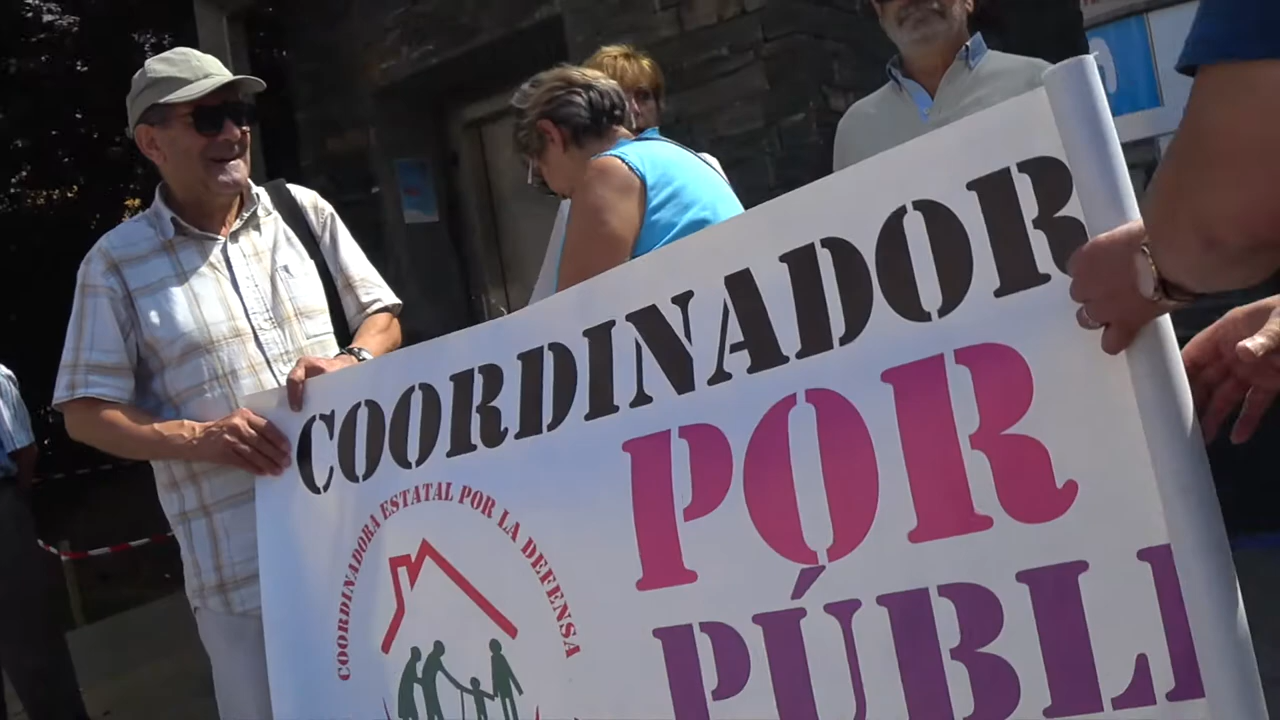 COORDINADOR
POR
PÚBLI
COORDINADORA ESTATAL POR LA DEFENSA